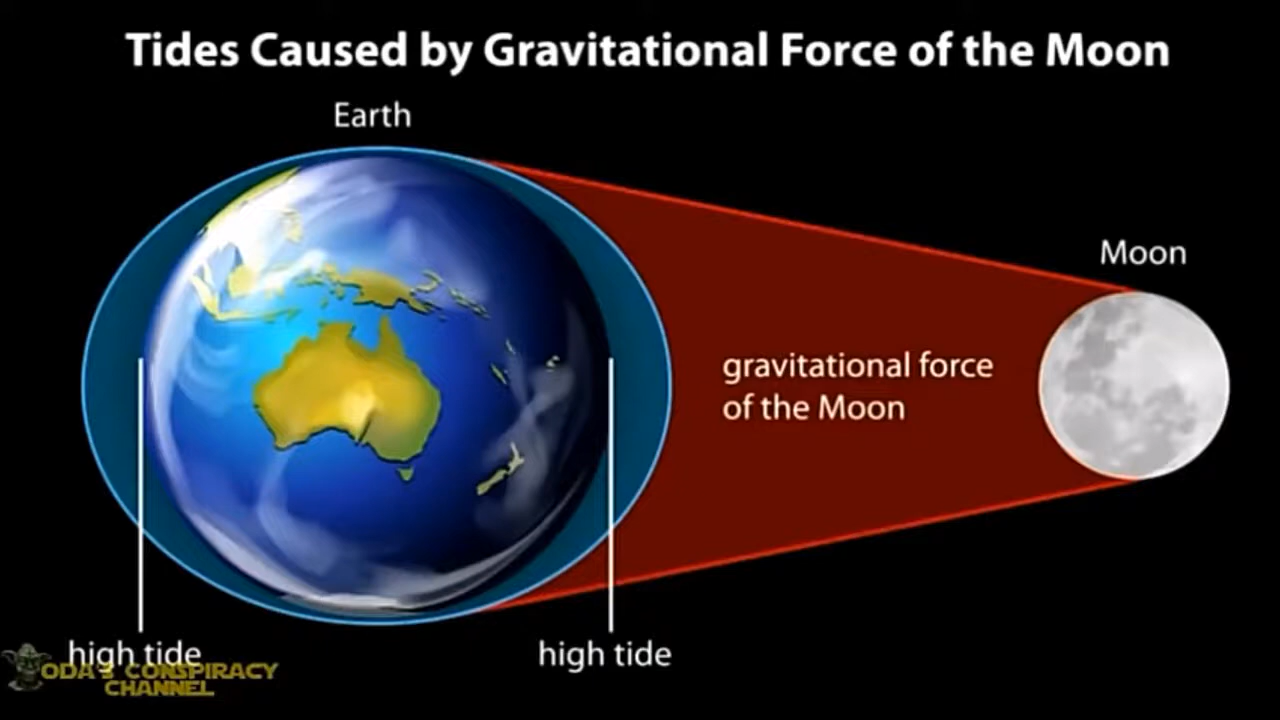 Tides Caused by Gravitational Force of the Moon
Earth
Moon
gravitational force
of the Moon
high tide
high tide
ODA'S CONSPIRACY
CHANNEL